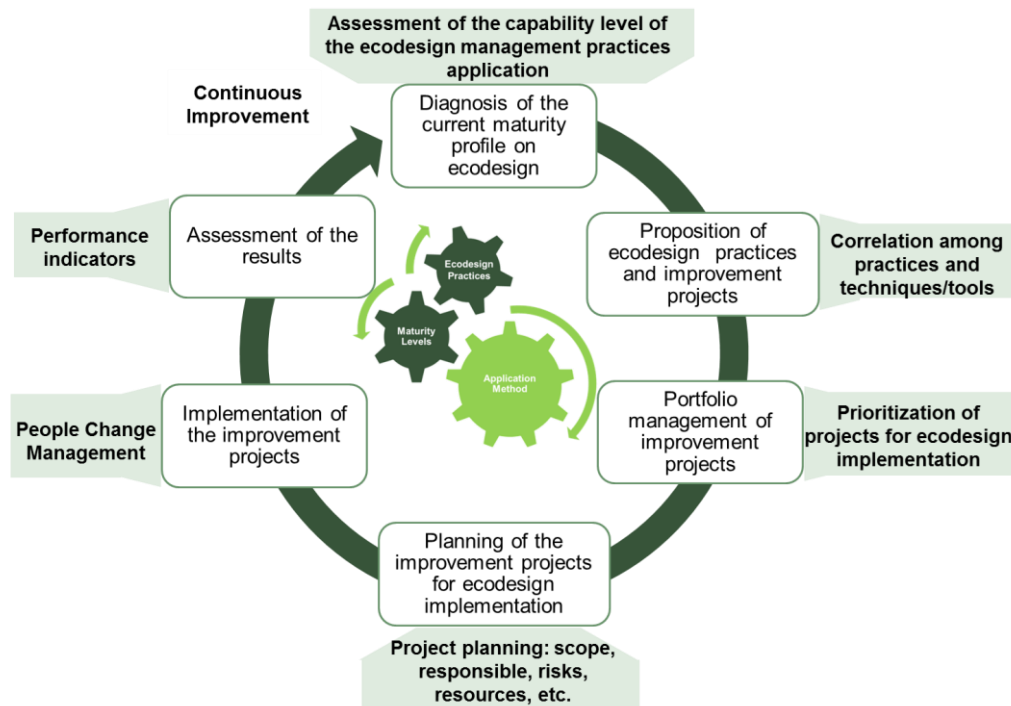 Assessment of the capability level of
the ecodesign management practices
application
Continuous
Improvement
Diagnosis of the
current maturity
profile on
ecodesign
Performance
indicators
Assessment of the
results
Ecodesign
Practices
Maturity
Levels
Application
Method
Proposition of
ecodesign practices
and improvement
projects
Correlation among
practices and
techniques/tools
People Change
Management
Implementation of
the improvement
projects
Portfolio
management of
improvement
projects
Prioritization of
projects for ecodesign
implementation
Planning of the
improvement projects
for ecodesign
implementation
Project planning: scope,
responsible, risks,
resources, etc.